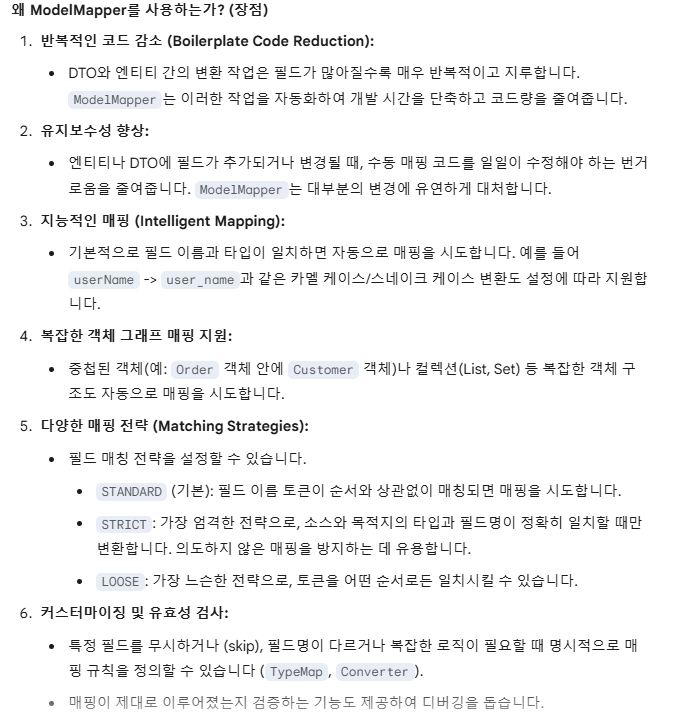 왜 ModelMapper를 사용하는가? (장점)
1. 반복적인 코드 감소 (Boilerplate Code Reduction):
• DTO와 엔티티 간의 변환 작업은 필드가 많아질수록 매우 반복적이고 지루합니다.
ModelMapper 는 이러한 작업을 자동화하여 개발 시간을 단축하고 코드량을 줄여줍니다.
2. 유지보수성 향상:
• 엔티티나 DTO에 필드가 추가되거나 변경될 때, 수동 매핑 코드를 일일이 수정해야 하는 번거
로움을 줄여줍니다. ModelMapper 는 대부분의 변경에 유연하게 대처합니다.
3. 지능적인 매핑 (Intelligent Mapping):
• 기본적으로 필드 이름과 타입이 일치하면 자동으로 매핑을 시도합니다. 예를 들어
userName -> user_name 과 같은 카멜 케이스/스네이크 케이스 변환도 설정에 따라 지원합
니다.
4. 복잡한 객체 그래프 매핑 지원:
• 중첩된 객체(예: Order 객체 안에 Customer 객체)나 컬렉션(List, Set) 등 복잡한 객체 구
조도 자동으로 매핑을 시도합니다.
5. 다양한 매핑 전략 (Matching Strategies):
• 필드 매칭 전략을 설정할 수 있습니다.
• STANDARD (기본): 필드 이름 토큰이 순서와 상관없이 매칭되면 매핑을 시도합니다.
• STRICT : 가장 엄격한 전략으로, 소스와 목적지의 타입과 필드명이 정확히 일치할 때만
변환합니다. 의도하지 않은 매핑을 방지하는 데 유용합니다.
• LOOSE : 가장 느슨한 전략으로, 토큰을 어떤 순서로든 일치시킬 수 있습니다.
6. 커스터마이징 및 유효성 검사:
• 특정 필드를 무시하거나 (skip), 필드명이 다르거나 복잡한 로직이 필요할 때 명시적으로 매
핑 규칙을 정의할 수 있습니다 ( TypeMap , Converter ).
• 매핑이 제대로 이루어졌는지 검증하는 기능도 제공하여 디버깅을 돕습니다.